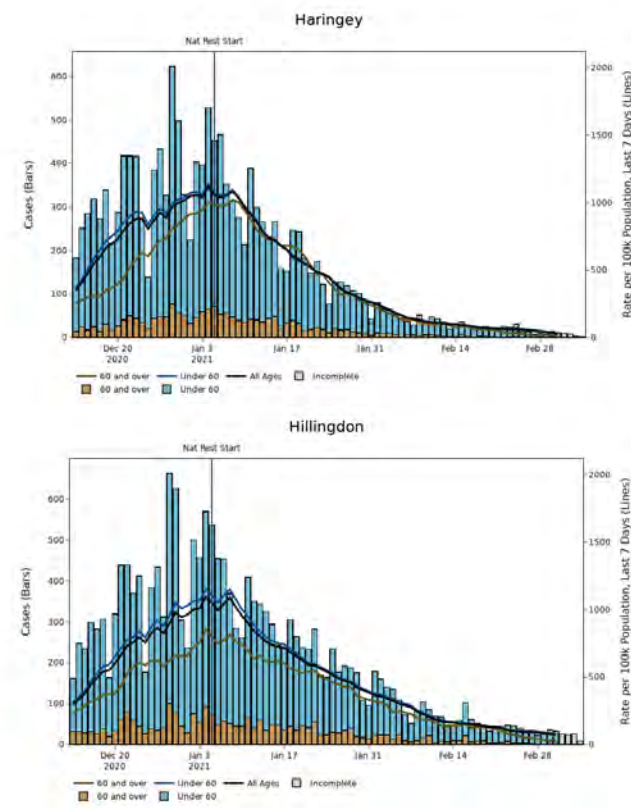 Haringey
Nat Rest Start
Cases (Bars)
600
500
400
300
200
100
0
2000
1500
1000
500
0
Rate per 100k Population, Last 7 Days (Lines)
Dec 20
2020
Jan 3
2021
Jan 17
Jan 31
Feb 14
Feb 28
60 and over Under 60 All Ages Incomplete
60 and over Under 60
Hillingdon
Nat Rest Start
Cases (Bars)
600
500
400
300
200
100
0
2000
1500
1000
500
0
Rate per 100k Population, Last 7 Days (Lines)
Dec 20
2020
Jan 3
2021
Jan 17
Jan 31
Feb 14
Feb 28
60 and over Under 60 All Ages Incomplete
60 and over Under 60